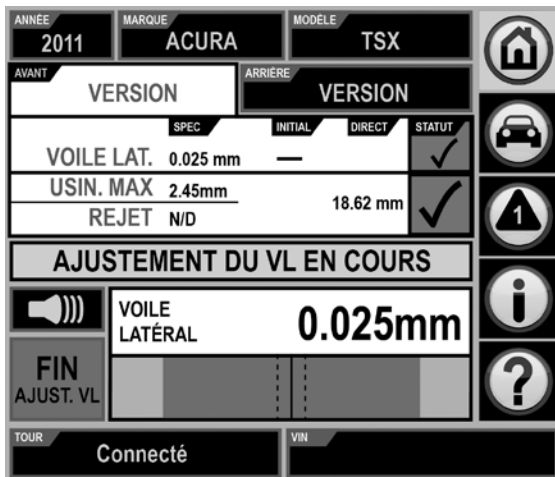 ANNÉE MARQUE MODÈLE
2011 ACURA TSX
AVANT ARRIÈRE
VERSION VERSION
SPEC INITIAL DIRECT STATUT
VOILE LAT. 0.025 mm —
USIN. MAX 2.45mm
18.62 mm
REJET N/D
1
AJUSTEMENT DU VL EN COURS
VOILE
LATÉRAL 0.025mm
FIN
AJUST. VL
?
TOUR VIN
Connecté